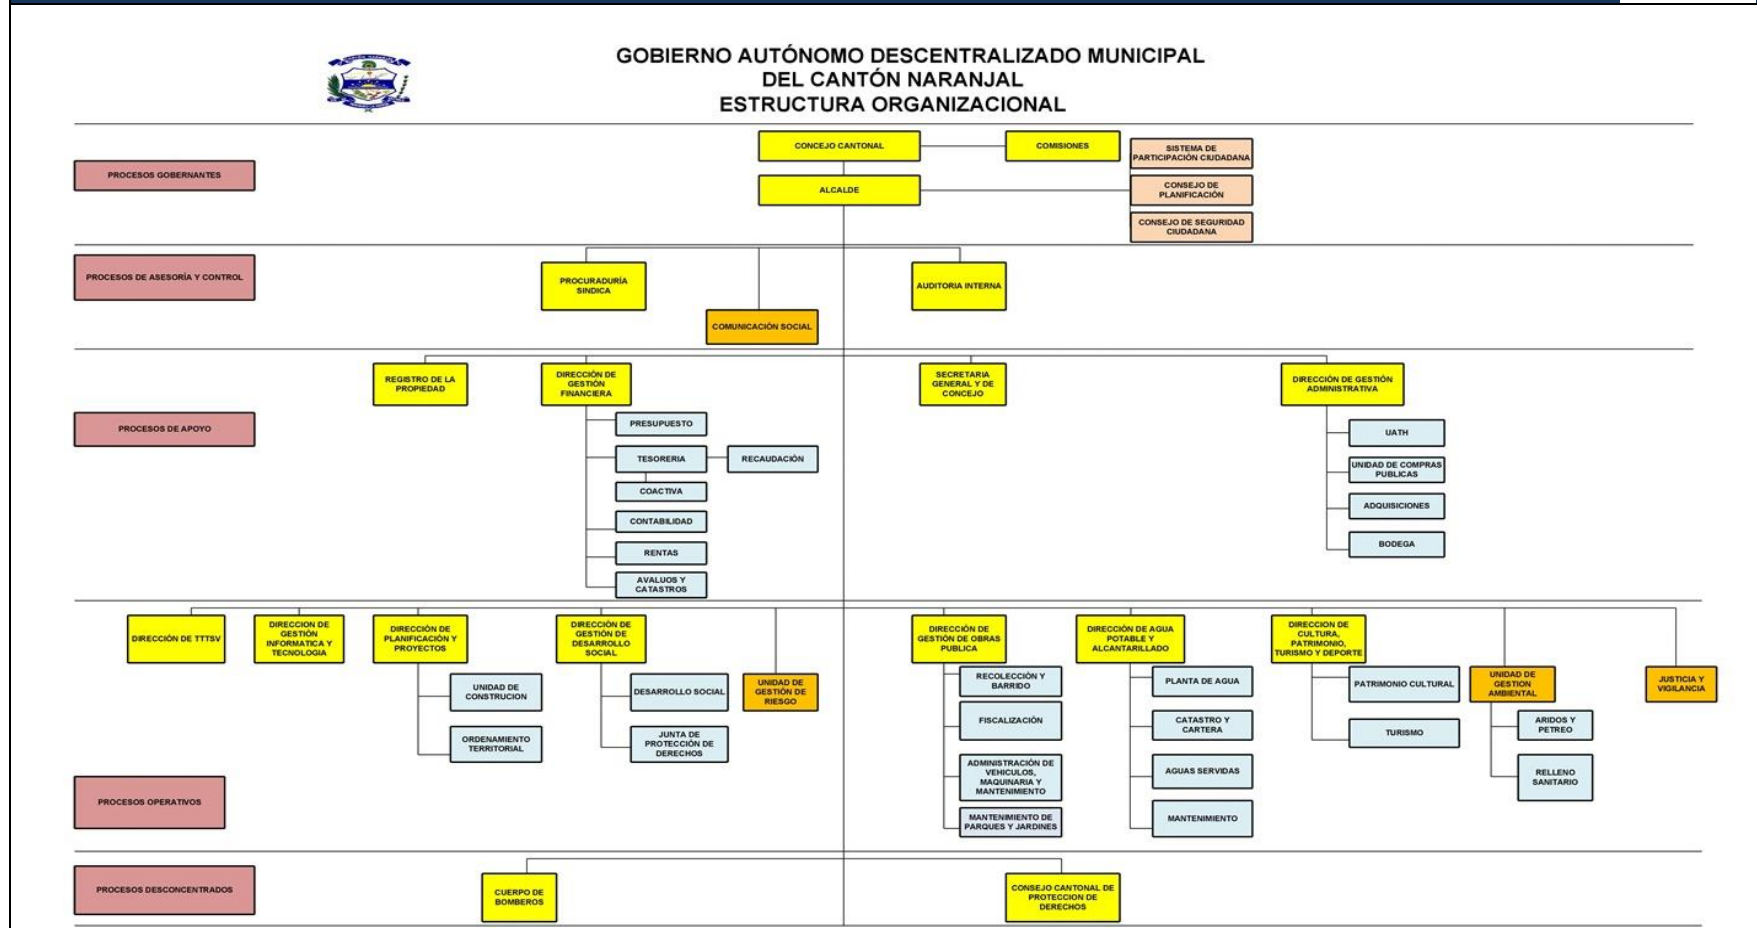 GOBIERNO AUTÓNOMO DESCENTRALIZADO MUNICIPAL
DEL CANTÓN NARANJAL
ESTRUCTURA ORGANIZACIONAL
PROCESOS GOBERNANTES
CONCEJO CANTONAL
COMISIONES
SISTEMA DE
PARTICIPACIÓN CIUDADANA
ALCALDE
CONSEJO DE
PLANIFICACIÓN
CONSEJO DE SEGURIDAD
CIUDADANA
PROCESOS DE ASESORÍA Y CONTROL
PROCURADURÍA
SINDICA
AUDITORIA INTERNA
COMUNICACIÓN SOCIAL
PROCESOS DE APOYO
REGISTRO DE LA
PROPIEDAD
DIRECCIÓN DE
GESTIÓN
FINANCIERA
SECRETARIA
GENERAL Y DE
CONCEJO
DIRECCIÓN DE GESTIÓN
ADMINISTRATIVA
PRESUPUESTO
TESORERIA
RECAUDACIÓN
COACTIVA
CONTABILIDAD
RENTAS
AVALUOS Y
CATASTROS
UATH
UNIDAD DE COMPRAS
PUBLICAS
ADQUISICIONES
BODEGA
PROCESOS OPERATIVOS
DIRECCIÓN DE TTTSV
DIRECCION DE
GESTIÓN
INFORMATICA Y
TECNOLOGIA
DIRECCIÓN DE
PLANIFICACIÓN Y
PROYECTOS
UNIDAD DE
CONSTRUCION
ORDENAMIENTO
TERRITORIAL
DIRECCIÓN DE
GESTIÓN DE
DESARROLLO
SOCIAL
DESARROLLO SOCIAL
JUNTA DE
PROTECCIÓN DE
DERECHOS
UNIDAD DE
GESTIÓN DE
RIESGO
DIRECCIÓN DE
GESTIÓN DE OBRAS
PUBLICA
RECOLECCIÓN Y
BARRIDO
FISCALIZACIÓN
ADMINISTRACIÓN DE
VEHICULOS,
MAQUINARIA Y
MANTENIMIENTO
MANTENIMIENTO DE
PARQUES Y JARDINES
DIRECCIÓN DE AGUA
POTABLE Y
ALCANTARILLADO
PLANTA DE AGUA
CATASTRO Y
CARTERA
AGUAS SERVIDAS
MANTENIMIENTO
DIRECCION DE
CULTURA,
PATRIMONIO,
TURISMO Y DEPORTE
PATRIMONIO CULTURAL
TURISMO
UNIDAD DE
GESTION
AMBIENTAL
ARIDOS Y
PETREO
RELLENO
SANITARIO
JUSTICIA Y
VIGILANCIA
PROCESOS DESCONCENTRADOS
CUERPO DE
BOMBEROS
CONSEJO CANTONAL DE
PROTECCION DE
DERECHOS